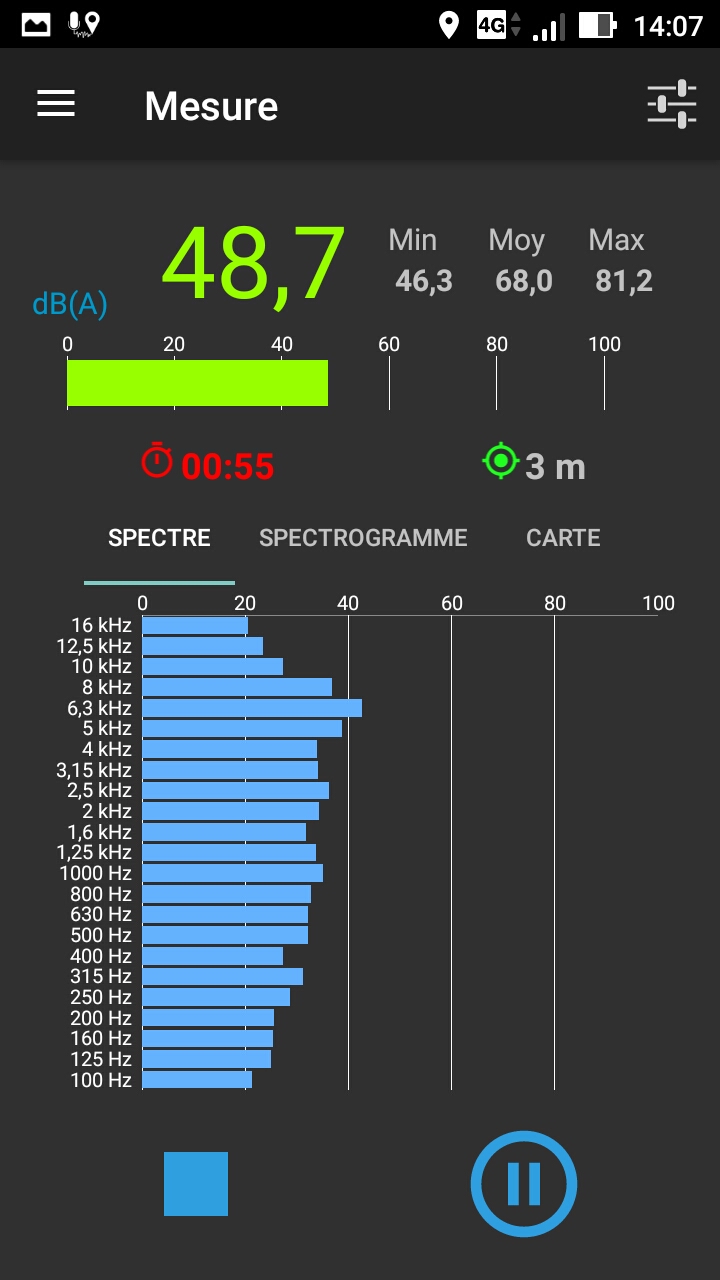 4G 14:07
Mesure
48,7
dB(A)
Min Moy Max
46,3 68,0 81,2
0 20 40 60 80 100
00:55 3 m
SPECTRE SPECTROGRAMME CARTE
0 20 40 60 80 100
16 kHz
12,5 kHz
10 kHz
8 kHz
6,3 kHz
5 kHz
4 kHz
3,15 kHz
2,5 kHz
2 kHz
1,6 kHz
1,25 kHz
1000 Hz
800 Hz
630 Hz
500 Hz
400 Hz
315 Hz
250 Hz
200 Hz
160 Hz
125 Hz
100 Hz